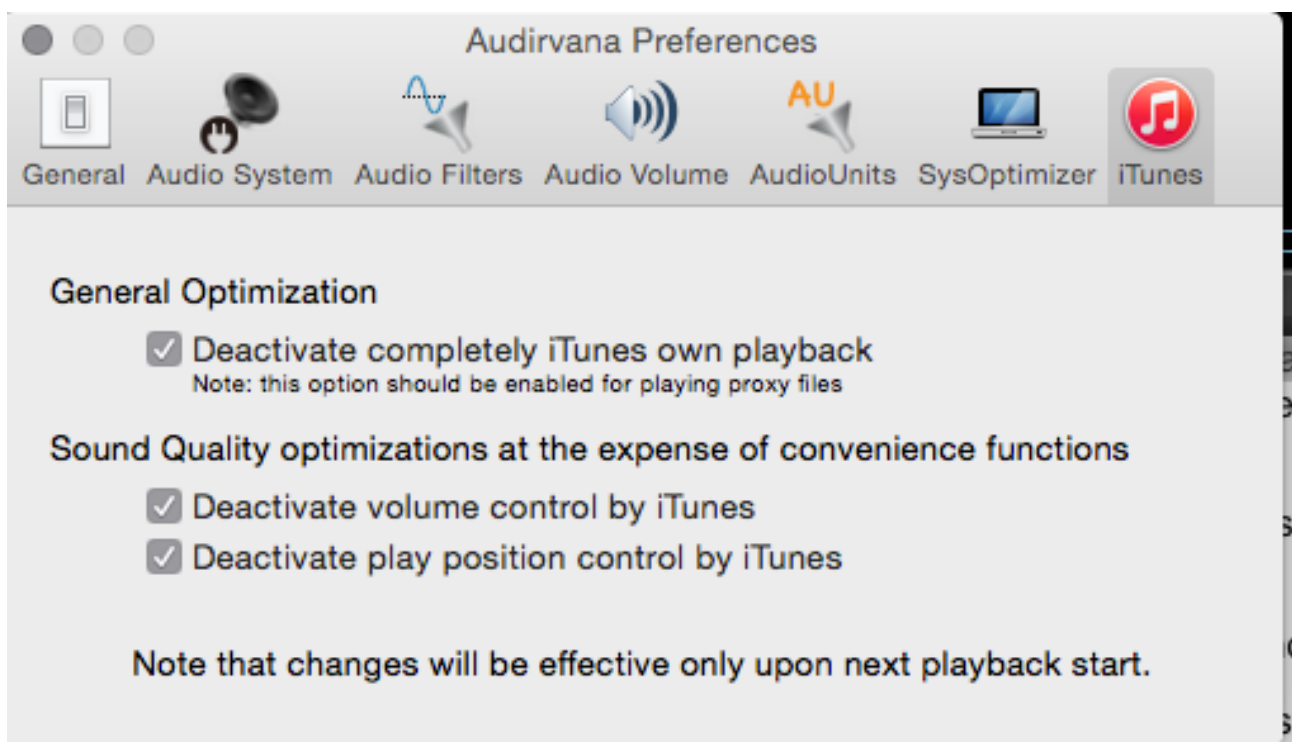 Audirvana Preferences
AU
General Audio System Audio Filters Audio Volume AudioUnits SysOptimizer iTunes
General Optimization
Deactivate completely iTunes own playback
Note: this option should be enabled for playing proxy files
Sound Quality optimizations at the expense of convenience functions
Deactivate volume control by iTunes
Deactivate play position control by iTunes
Note that changes will be effective only upon next playback start.